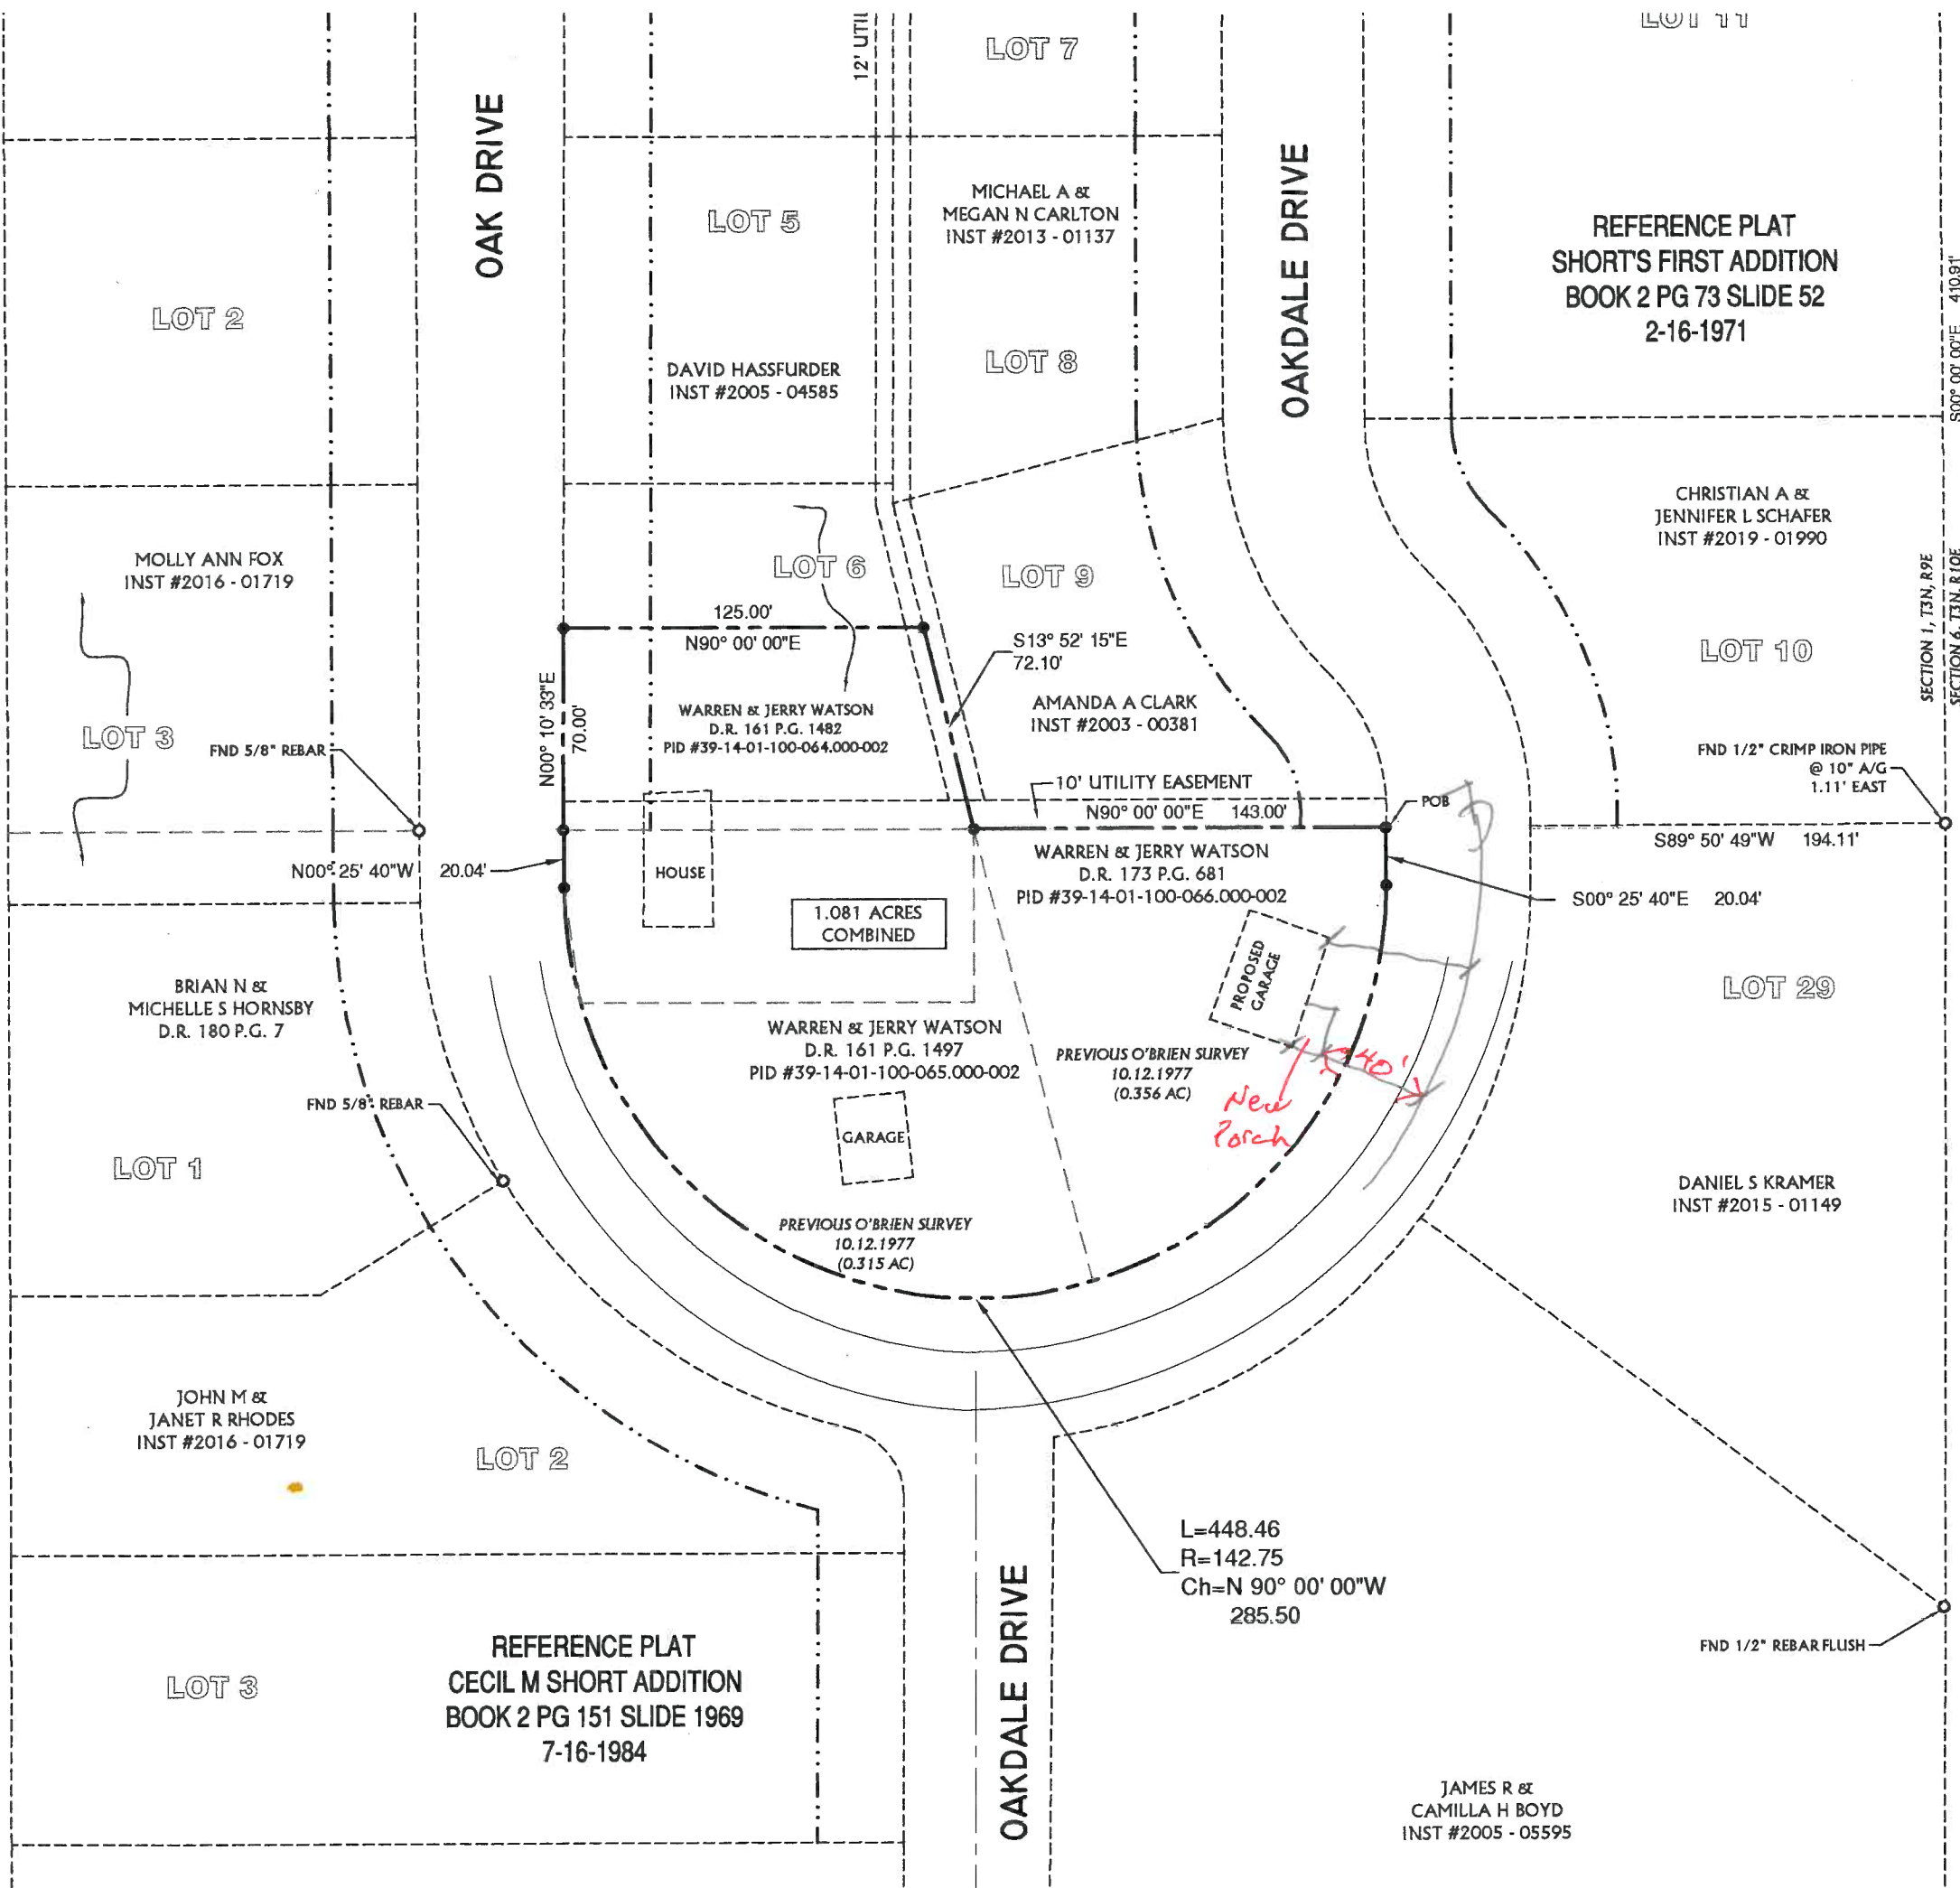 12' UTIL
LOT 7
LOT 11
OAK DRIVE
OAKDALE DRIVE
MICHAEL A &
MEGAN N CARLTON
INST #2013 - 01137
LOT 5
REFERENCE PLAT
SHORT'S FIRST ADDITION
BOOK 2 PG 73 SLIDE 52
2-16-1971
S00° 00' 00"E 410.91'
LOT 2
DAVID HASSFURDER
INST #2005 - 04585
LOT 8
CHRISTIAN A &
JENNIFER L SCHAFER
INST #2019 - 01990
MOLLY ANN FOX
INST #2016 - 01719
LOT 6
LOT 9
SECTION 1, T3N, R9E
SECTION 6, T3N, R10E
125.00'
N90° 00' 00"E
S13° 52' 15"E
72.10'
LOT 10
N00° 10' 33"E
70.00'
WARREN & JERRY WATSON
D.R. 161 P.G. 1482
PID #39-14-01-100-064.000-002
AMANDA A CLARK
INST #2003 - 00381
LOT 3
FND 5/8" REBAR
FND 1/2" CRIMP IRON PIPE
@ 10" A/G
1.11' EAST
10' UTILITY EASEMENT
N90° 00' 00"E 143.00'
POB
S89° 50' 49"W 194.11'
N00° 25' 40"W 20.04'
HOUSE
WARREN & JERRY WATSON
D.R. 173 P.G. 681
PID #39-14-01-100-066.000-002
S00° 25' 40"E 20.04'
1.081 ACRES
COMBINED
PROPOSED
GARAGE
LOT 29
BRIAN N &
MICHELLE S HORNSBY
D.R. 180 P.G. 7
WARREN & JERRY WATSON
D.R. 161 P.G. 1497
PID #39-14-01-100-065.000-002
PREVIOUS O'BRIEN SURVEY
10.12.1977
(0.356 AC)
40'
New
Porch
FND 5/8" REBAR
GARAGE
LOT 1
DANIEL S KRAMER
INST #2015 - 01149
PREVIOUS O'BRIEN SURVEY
10.12.1977
(0.315 AC)
JOHN M &
JANET R RHODES
INST #2016 - 01719
LOT 2
L=448.46
R=142.75
Ch=N 90° 00' 00"W
285.50
OAKDALE DRIVE
FND 1/2" REBAR FLUSH
REFERENCE PLAT
CECIL M SHORT ADDITION
BOOK 2 PG 151 SLIDE 1969
7-16-1984
LOT 3
JAMES R &
CAMILLA H BOYD
INST #2005 - 05595